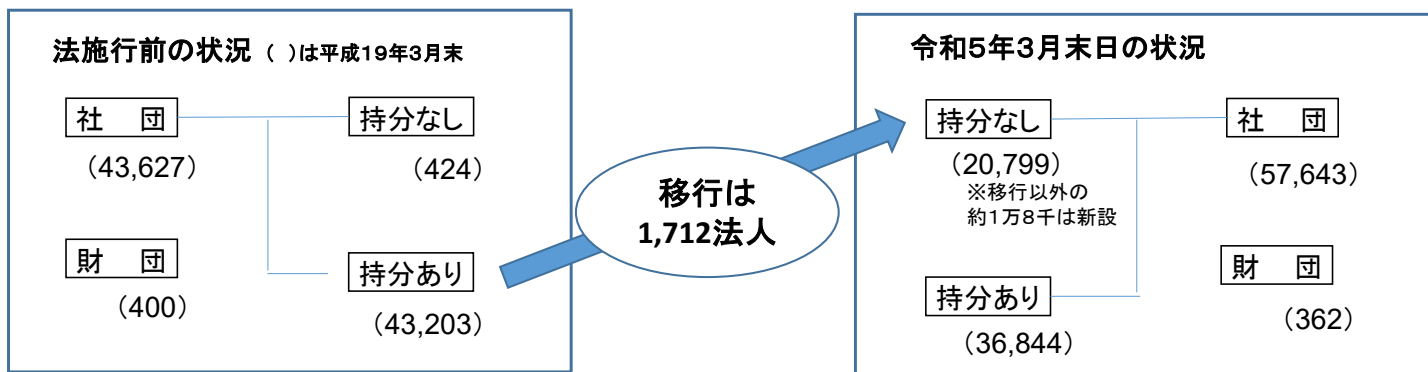 法施行前の状況 （ ）は平成19年3月末
社 団
持分なし
（43,627）
（424）
財 団
持分あり
（400）
（43,203）
移行は
1,712法人
令和5年3月末日の状況
持分なし
社 団
（20,799）
（57,643）
※移行以外の
約1万8千は新設
持分あり
財 団
（36,844）
（362）